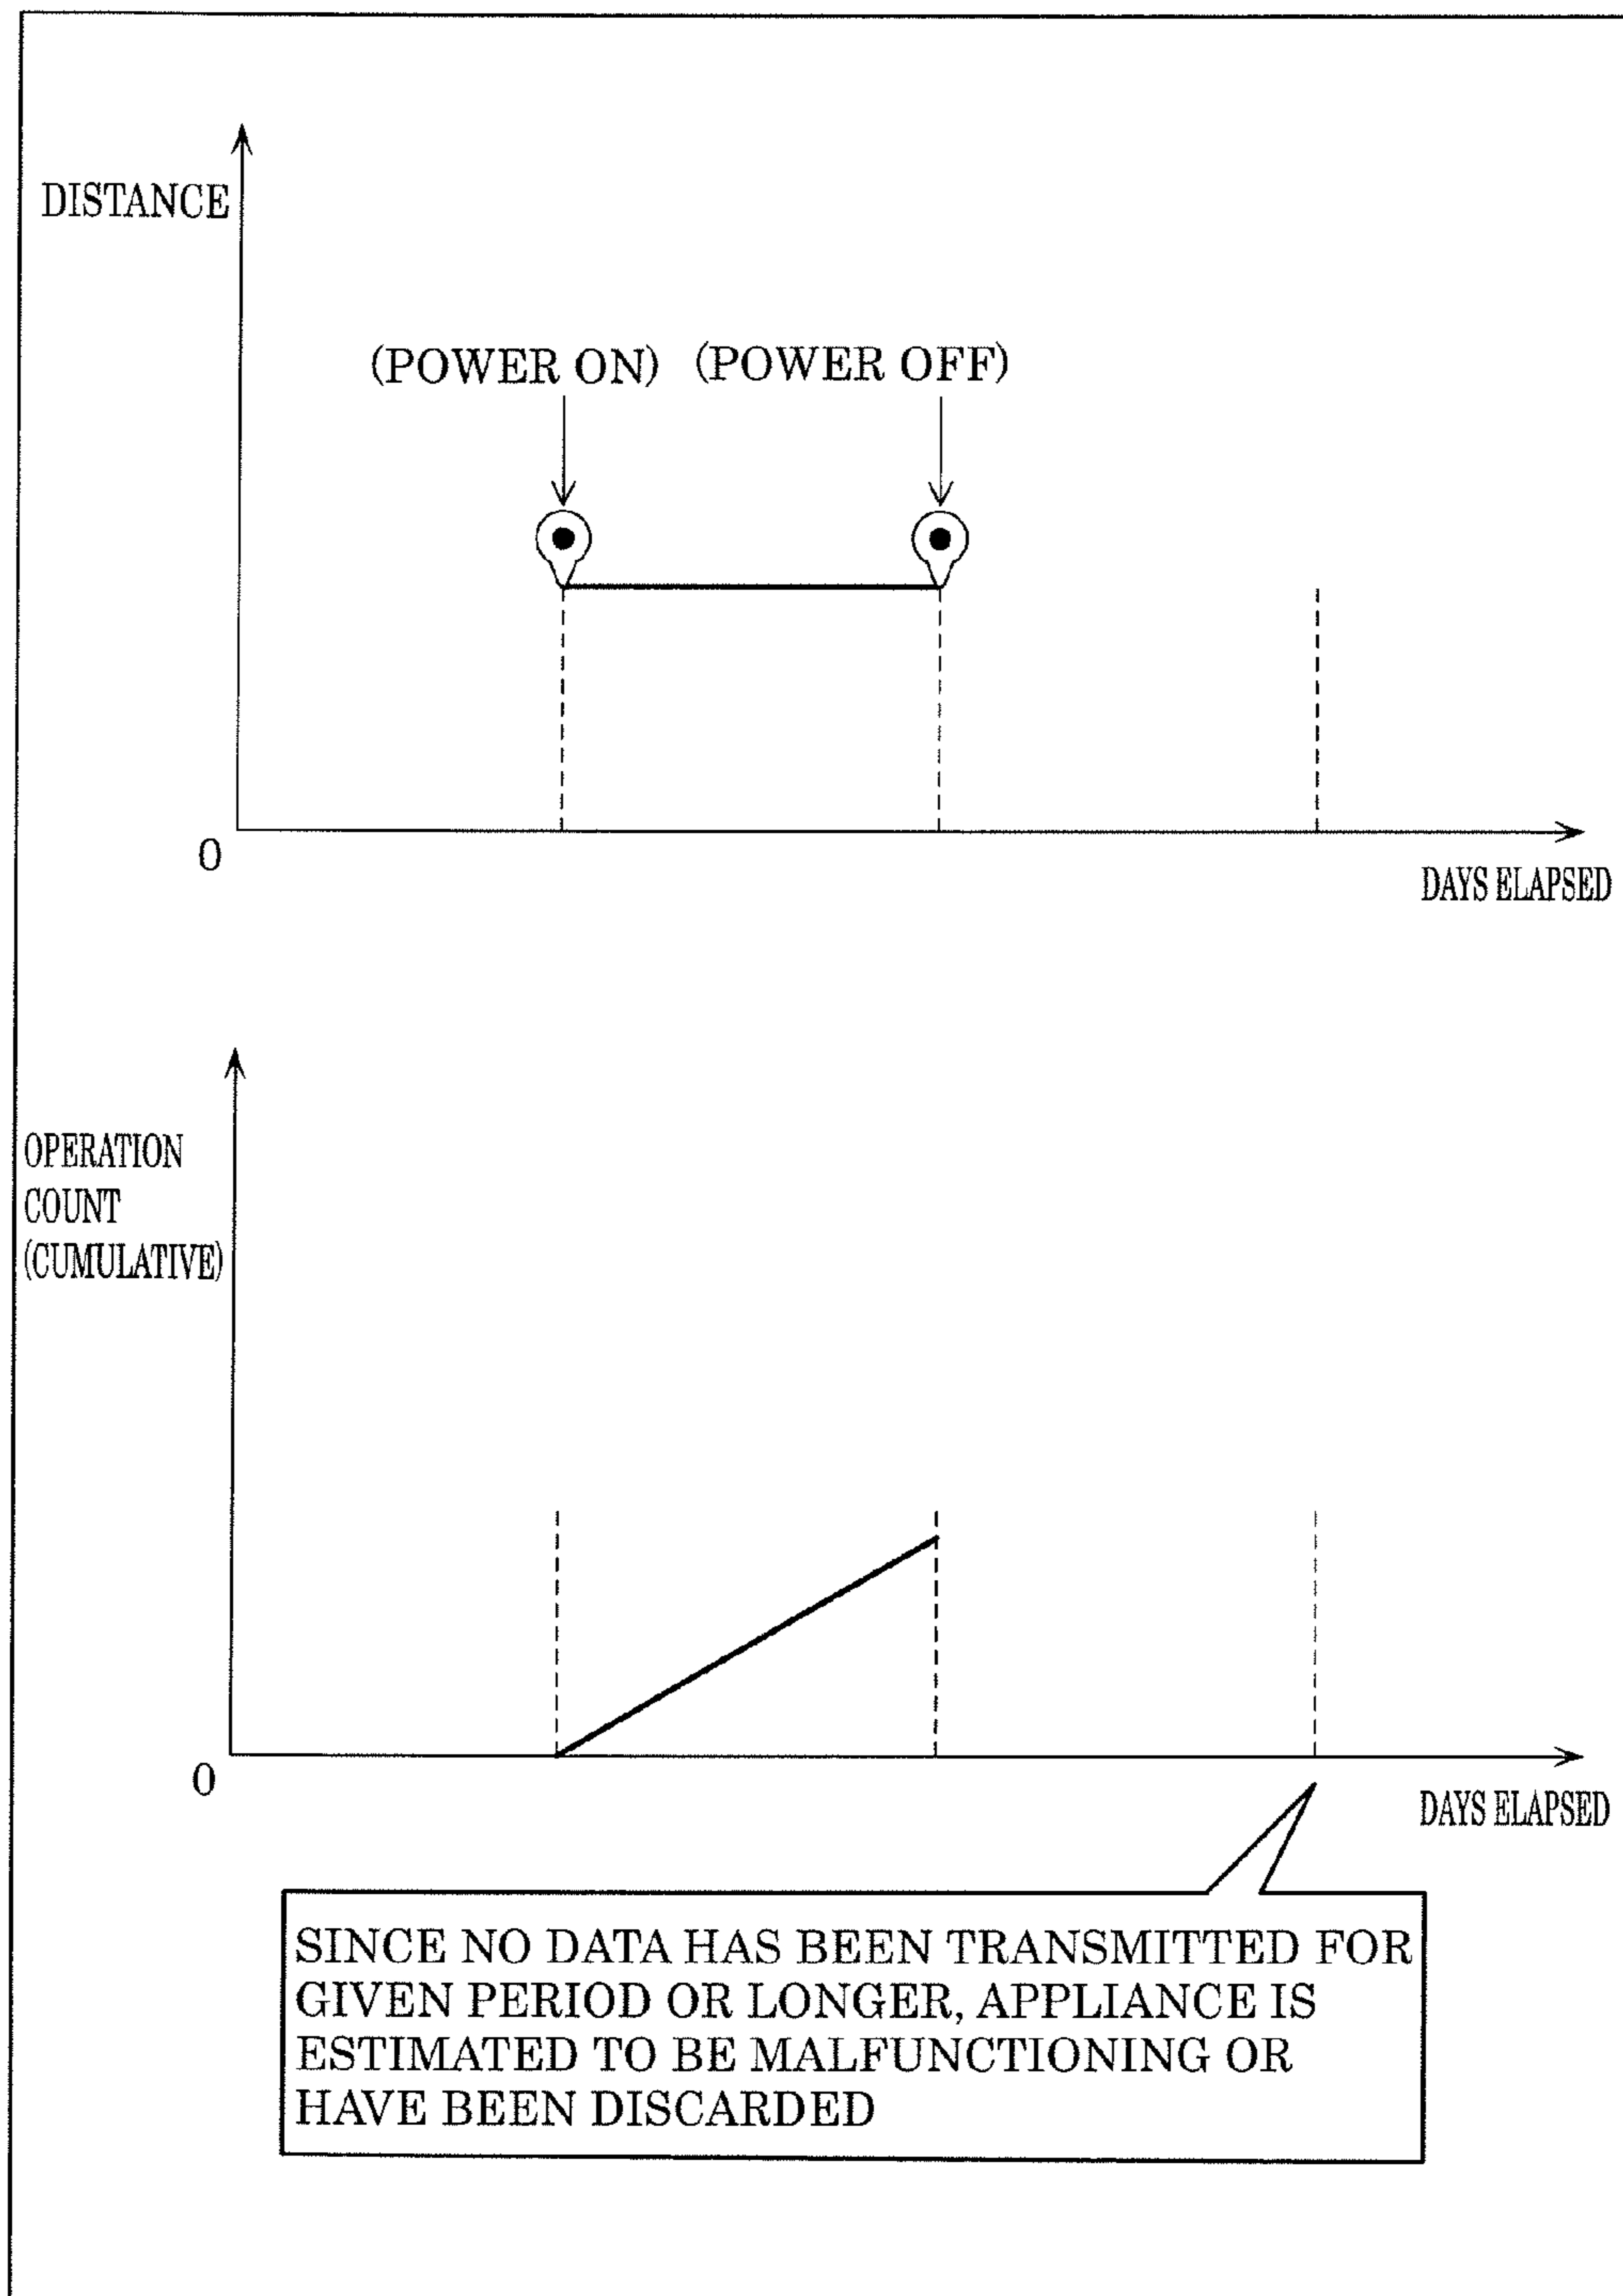 DISTANCE
(POWER ON) (POWER OFF)
0
DAYS ELAPSED
OPERATION
COUNT
(CUMULATIVE)
0
DAYS ELAPSED
SINCE NO DATA HAS BEEN TRANSMITTED FOR
GIVEN PERIOD OR LONGER, APPLIANCE IS
ESTIMATED TO BE MALFUNCTIONING OR
HAVE BEEN DISCARDED